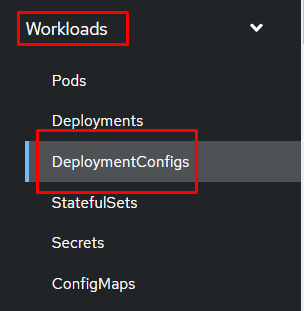 Workloads
Pods
Deployments
DeploymentConfigs
StatefulSets
Secrets
ConfigMaps